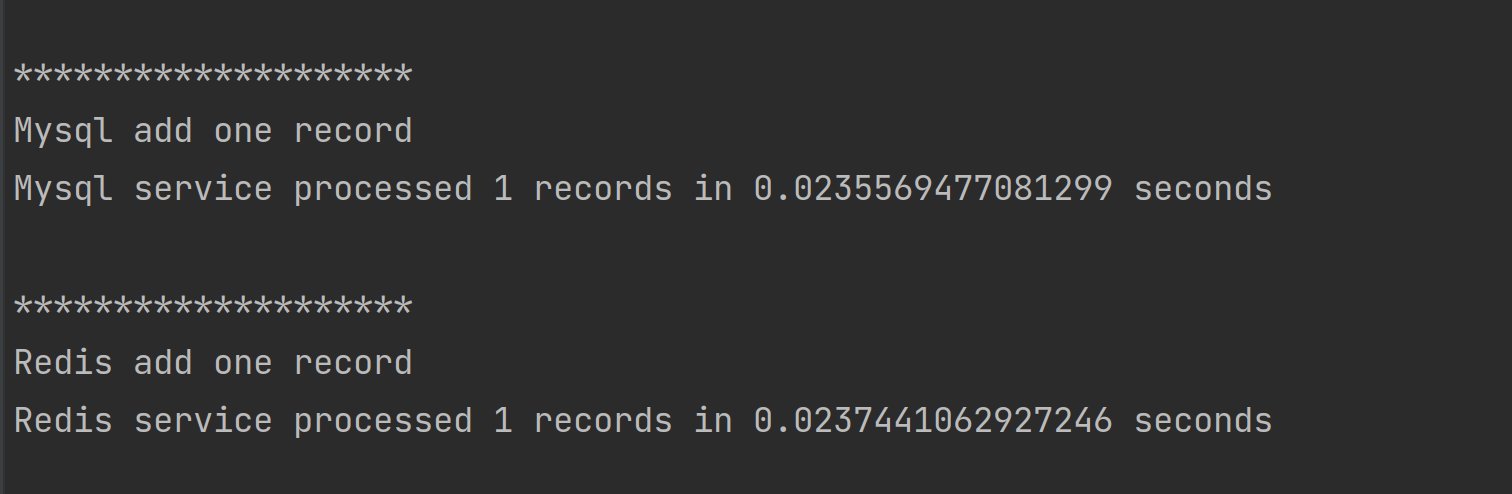 ********************
Mysql add one record
Mysql service processed 1 records in 0.0235569477081299 seconds
********************
Redis add one record
Redis service processed 1 records in 0.0237441062927246 seconds